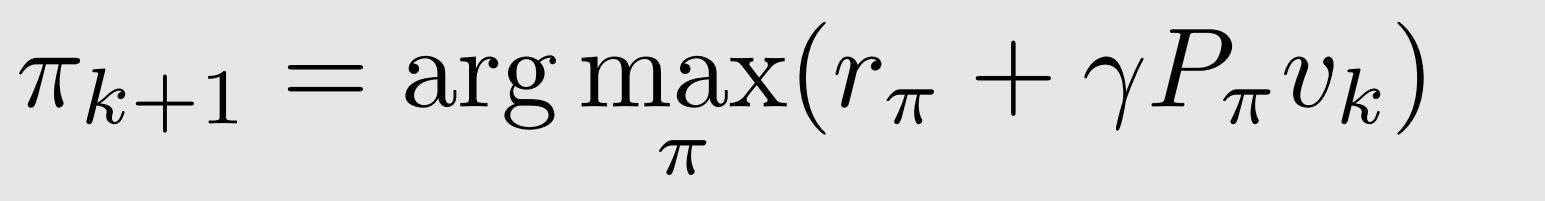 π_{k+1} = arg max_π (r_π + γP_π v_k)